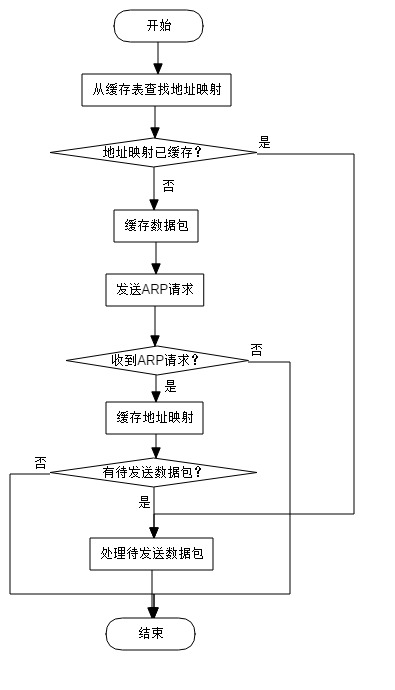 开始
从缓存表查找地址映射
地址映射已缓存?
是
否
缓存数据包
发送ARP请求
收到ARP请求?
否
是
缓存地址映射
否
有待发送数据包?
是
处理待发送数据包
结束